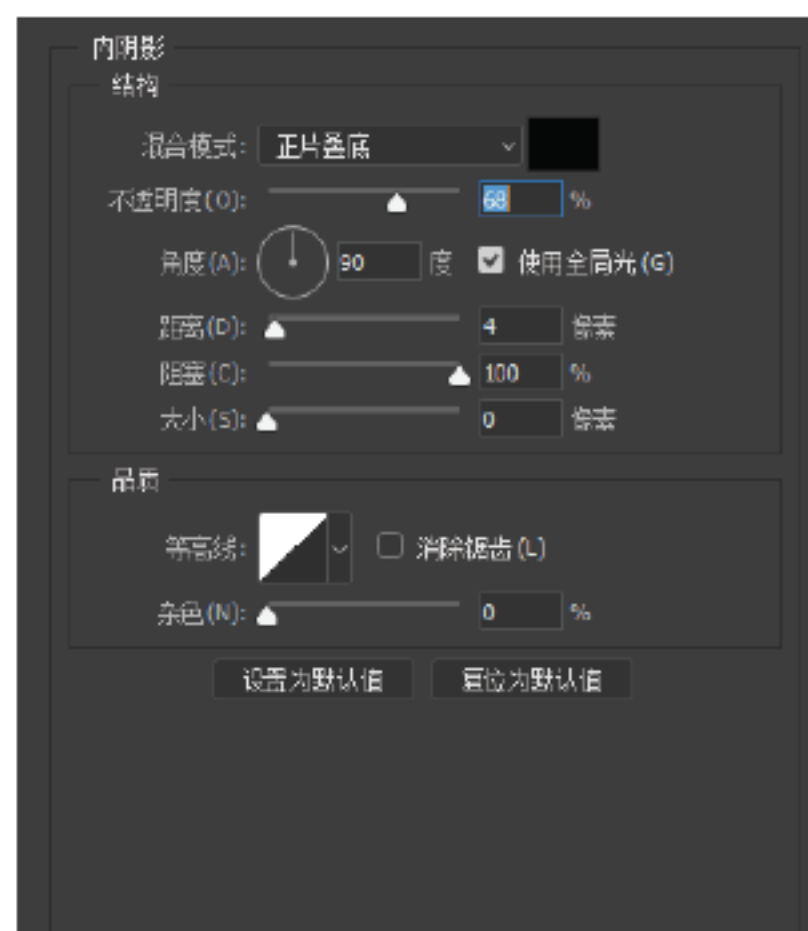 内阴影
结构
混合模式: 正片叠底
不透明度(O): 68 %
角度(A): 90 度 使用全局光(G)
距离(D): 4 像素
阻塞(C): 100 %
大小(S): 0 像素
品质
等高线: 消除锯齿(L)
杂色(N): 0 %
设置为默认值 复位为默认值